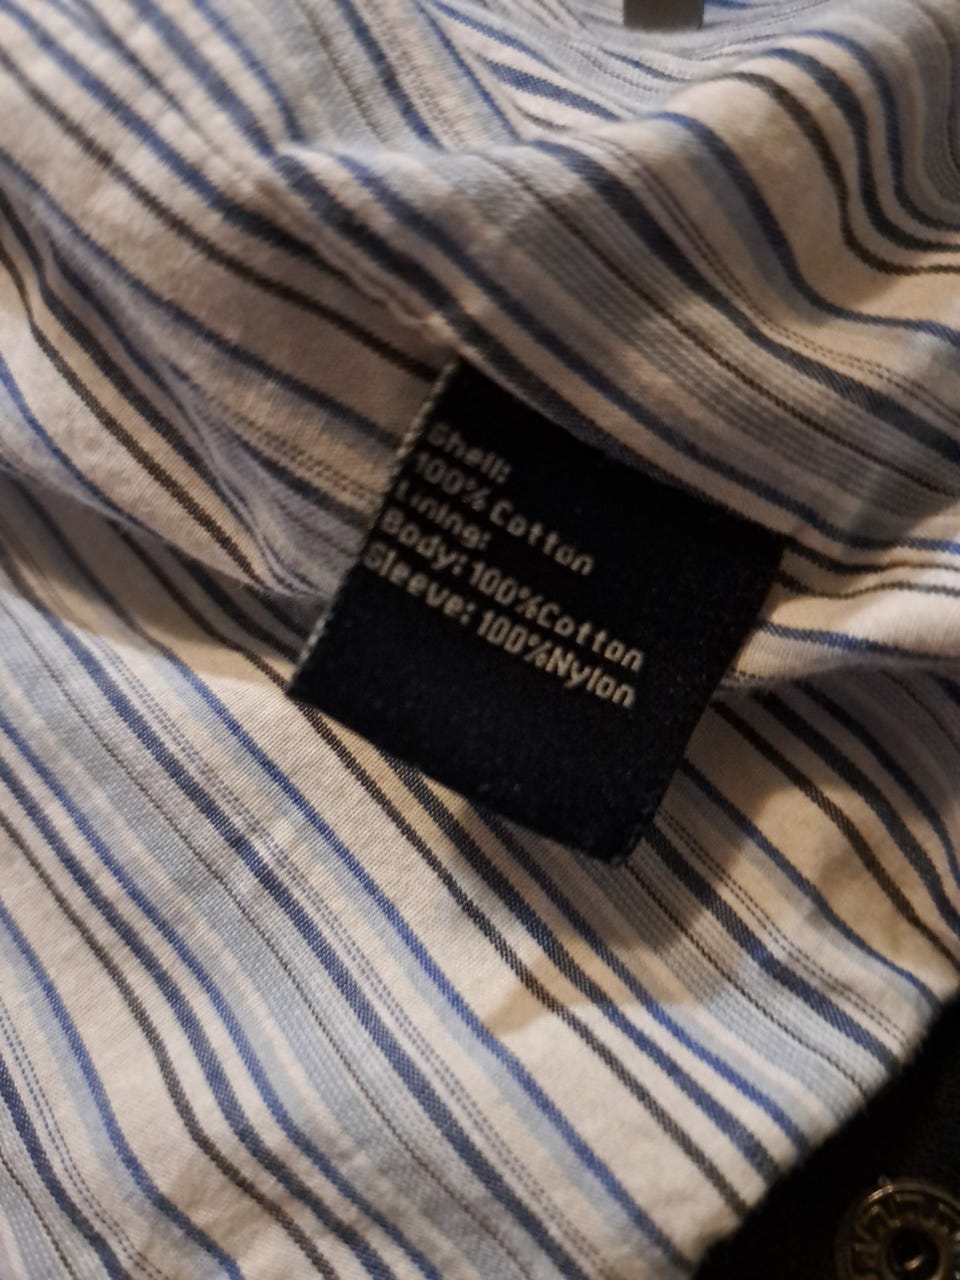 Shell:
100% Cotton
Lining:
Body: 100%Cotton
Sleeve: 100%Nylon